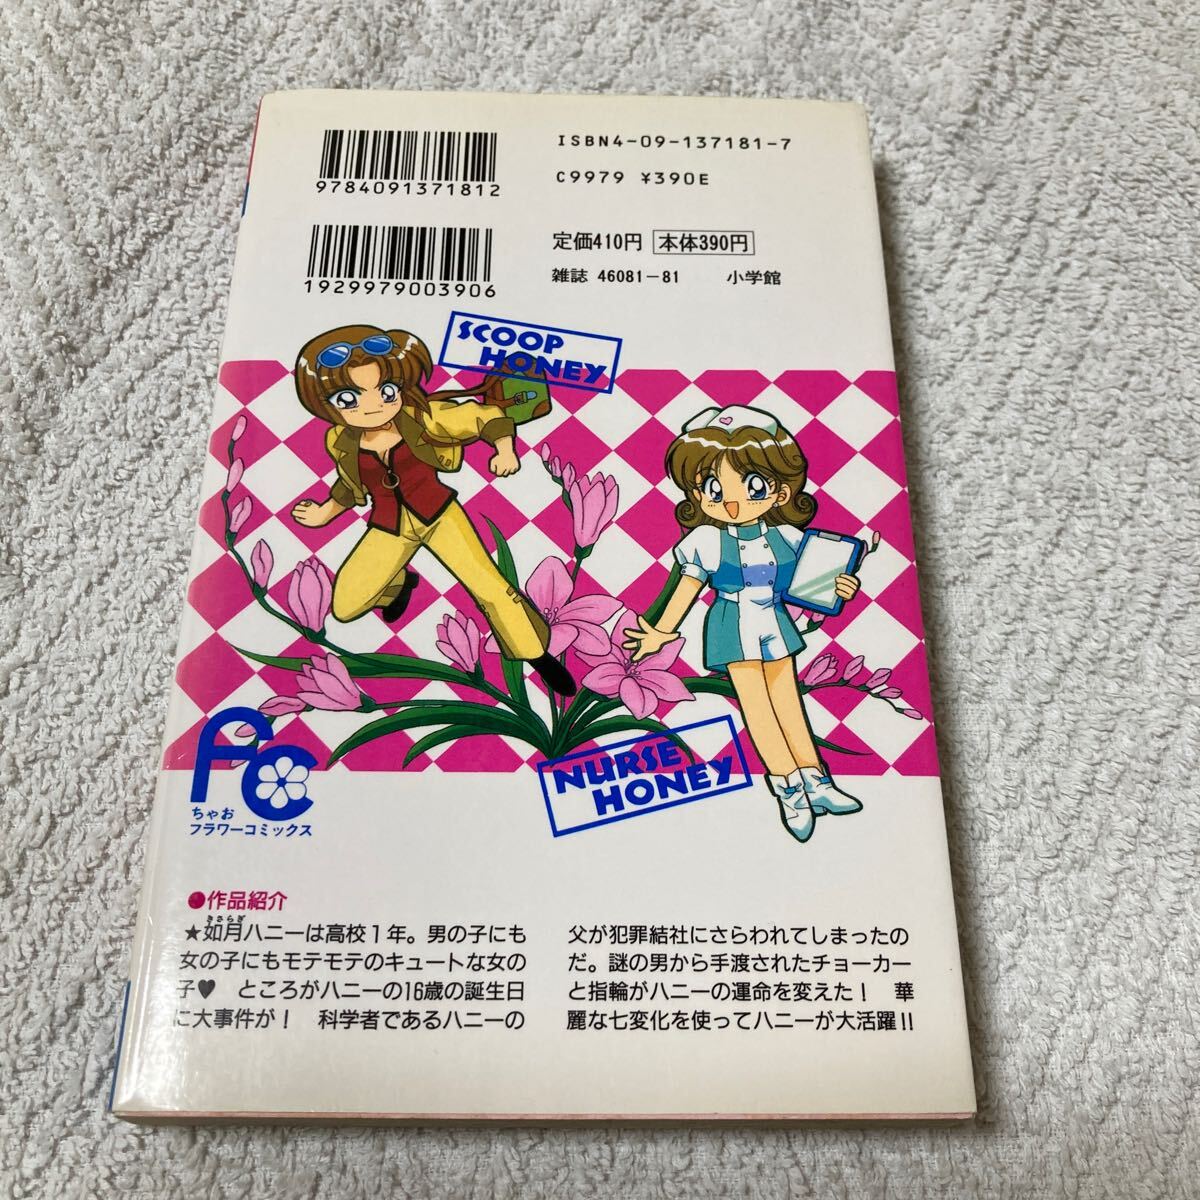 ISBN4-09-137181-7
9784091371812
C9979 ¥390E
定価410円 本体390円
雑誌 46081-81 小学館
1929979003906
SCOOP
HONEY
NURSE
HONEY
FC
ちゃお
フラワーコミックス
●作品紹介
きさらぎ
★如月ハニーは高校1年。男の子にも
女の子にもモテモテのキュートな女の
子♥ ところがハニーの16歳の誕生日
に大事件が! 科学者であるハニーの
父が犯罪結社にさらわれてしまったの
だ。謎の男から手渡されたチョーカー
と指輪がハニーの運命を変えた! 華
麗な七変化を使ってハニーが大活躍!!